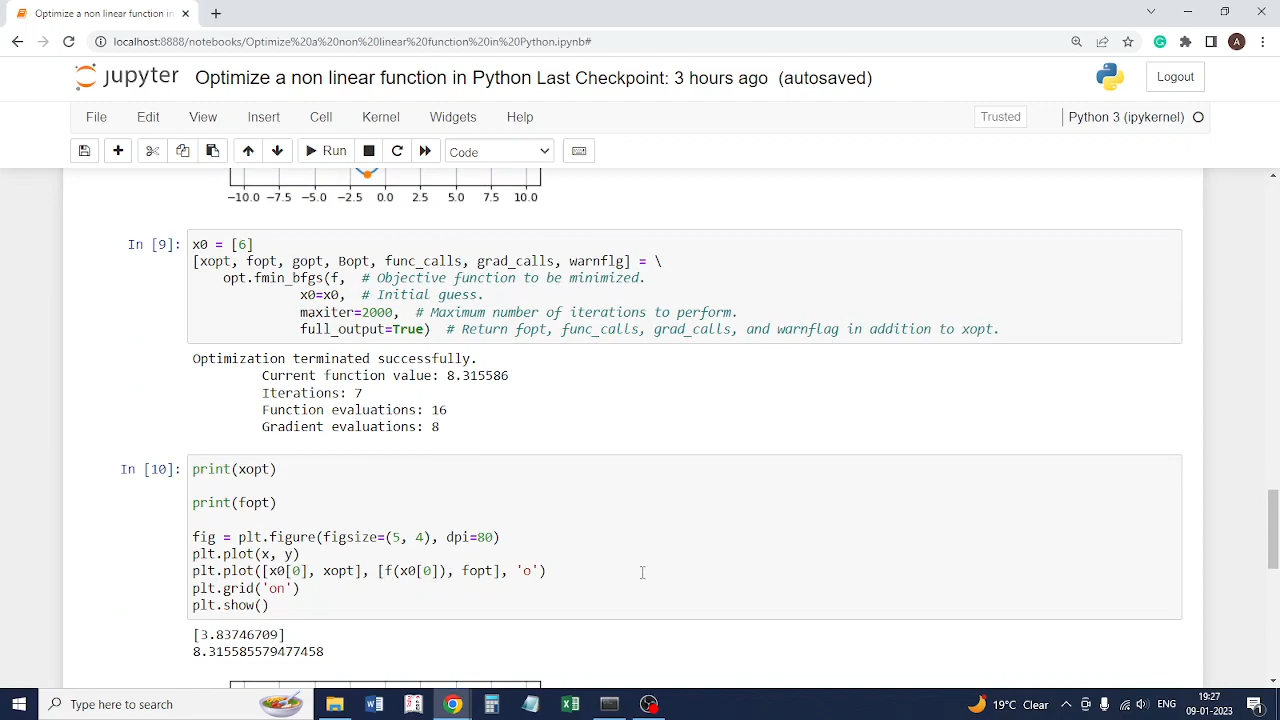 Optimize a non linear function in
localhost:8888/notebooks/Optimize%20a%20non%20linear%20function%20in%20Python.ipynb#
A
jupyter Optimize a non linear function in Python Last Checkpoint: 3 hours ago (autosaved)
Logout
File Edit View Insert Cell Kernel Widgets Help
Trusted
Python 3 (ipykernel)
Run
Code
−10.0 −7.5 −5.0 −2.5 0.0 2.5 5.0 7.5 10.0
In [9]: x0 = [6]
[xopt, fopt, gopt, Bopt, func_calls, grad_calls, warnflg] = \
opt.fmin_bfgs(f, # Objective function to be minimized.
x0=x0, # Initial guess.
maxiter=2000, # Maximum number of iterations to perform.
full_output=True) # Return fopt, func_calls, grad_calls, and warnflag in addition to xopt.
Optimization terminated successfully.
Current function value: 8.315586
Iterations: 7
Function evaluations: 16
Gradient evaluations: 8
In [10]: print(xopt)
print(fopt)
fig = plt.figure(figsize=(5, 4), dpi=80)
plt.plot(x, y)
plt.plot([x0[0], xopt], [f(x0[0]), fopt], 'o')
plt.grid('on')
plt.show()
[3.83746709]
8.315585579477458
Type here to search
19°C Clear
ENG
19:27
09-01-2023